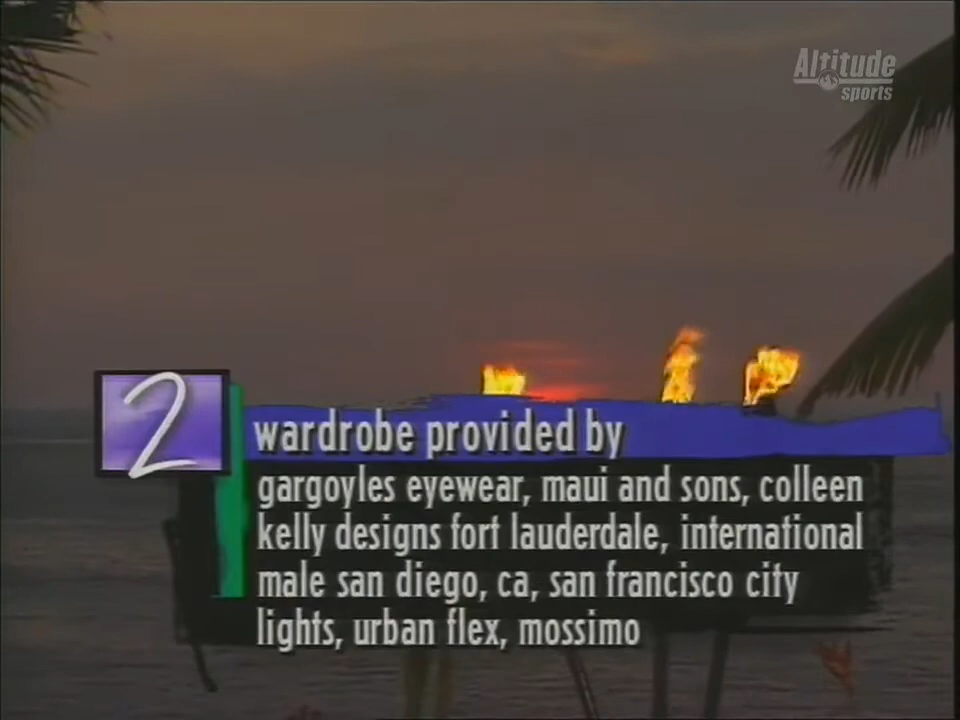 Altitude
sports
2
wardrobe provided by
gargoyles eyewear, maui and sons, colleen
kelly designs fort lauderdale, international
male san diego, ca, san francisco city
lights, urban flex, mossimo